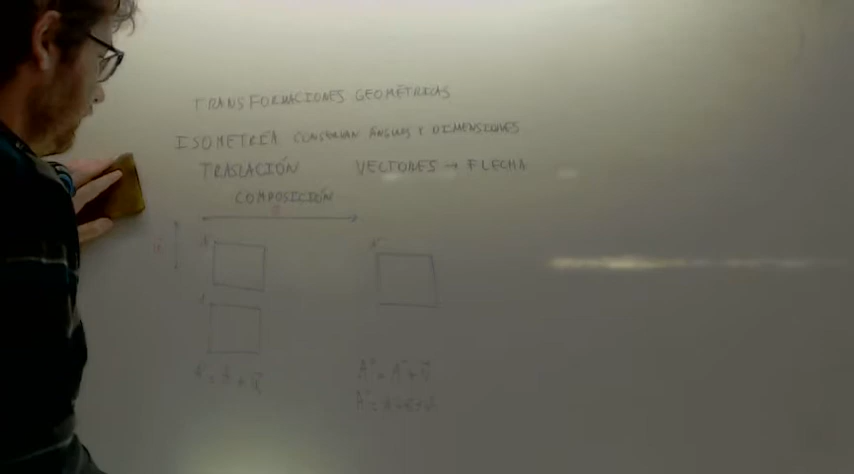 TRANSFORMACIONES GEOMÉTRICAS
ISOMETRÍA CONSERVAN ÁNGULOS Y DIMENSIONES
TRASLACIÓN VECTORES → FLECHA
COMPOSICIÓN
A' = A + U⃗
A'' = A' + V⃗